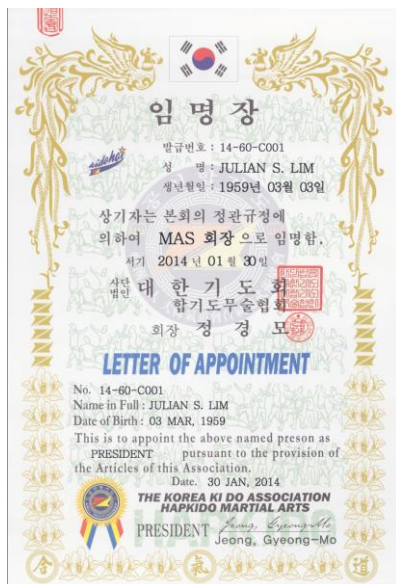 임명장
발급번호 : 14-60-C001
성 명 : JULIAN S. LIM
생년월일 : 1959년 03월 03일
상기자는 본회의 정관규정에
의하여 MAS 회장 으로 임명함.
서기 2014 년 01 월 30 일
사단법인 대한기도회
합기도무술협회
회장 정경모
LETTER OF APPOINTMENT
No. 14-60-C001
Name in Full : JULIAN S. LIM
Date of Birth : 03 MAR, 1959
This is to appoint the above named preson as
PRESIDENT pursuant to the provision of
the Articles of this Association.
Date. 30 JAN, 2014
THE KOREA KI DO ASSOCIATION
HAPKIDO MARTIAL ARTS
PRESIDENT Jeong, GyeongMo
Jeong, Gyeong-Mo
合 氣 道